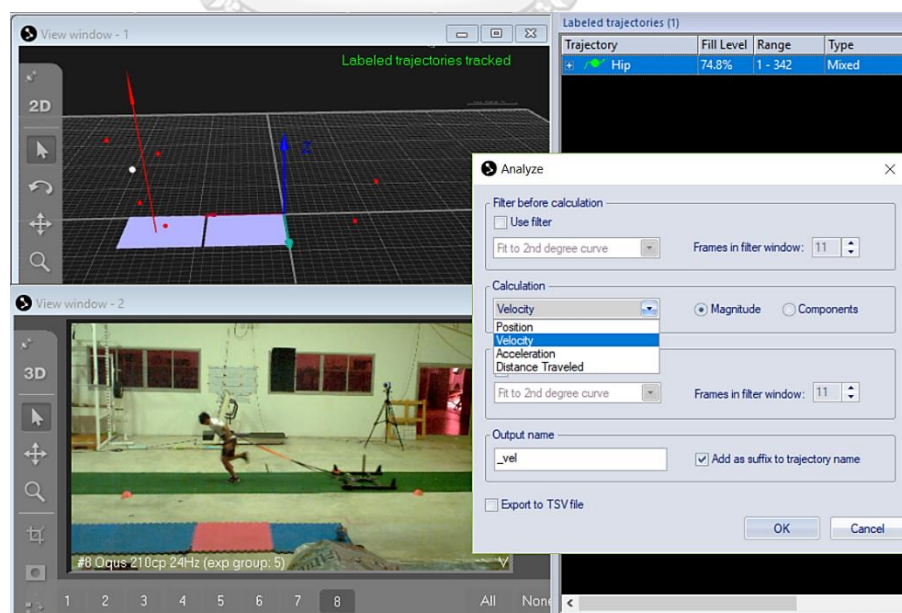 View window - 1
Labeled trajectories tracked
2D
Z
Labeled trajectories (1)
Trajectory Fill Level Range Type
Hip 74.8% 1 - 342 Mixed
View window - 2
3D
#8 Oqus 210cp 24Hz (exp group: 5)
1 2 3 4 5 6 7 8 All None
Analyze
Filter before calculation
Use filter
Fit to 2nd degree curve Frames in filter window: 11
Calculation
Velocity Magnitude Components
Position
Velocity
Acceleration
Distance Traveled
Fit to 2nd degree curve Frames in filter window: 11
Output name
_vel Add as suffix to trajectory name
Export to TSV file
OK Cancel